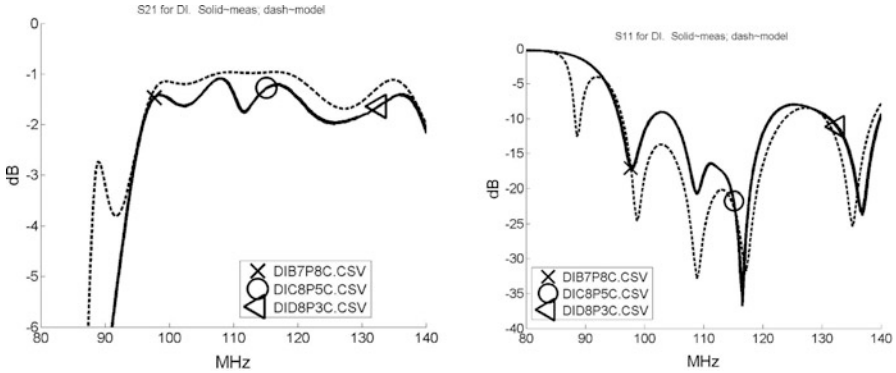 S21 for DI. Solid~meas; dash~model
0
-1
-2
-3
-4
-5
-6
dB
80 90 100 110 120 130 140
MHz
DIB7P8C.CSV
DIC8P5C.CSV
DID8P3C.CSV
S11 for DI. Solid~meas; dash~model
0
-5
-10
-15
-20
-25
-30
-35
-40
dB
80 90 100 110 120 130 140
MHz
DIB7P8C.CSV
DIC8P5C.CSV
DID8P3C.CSV